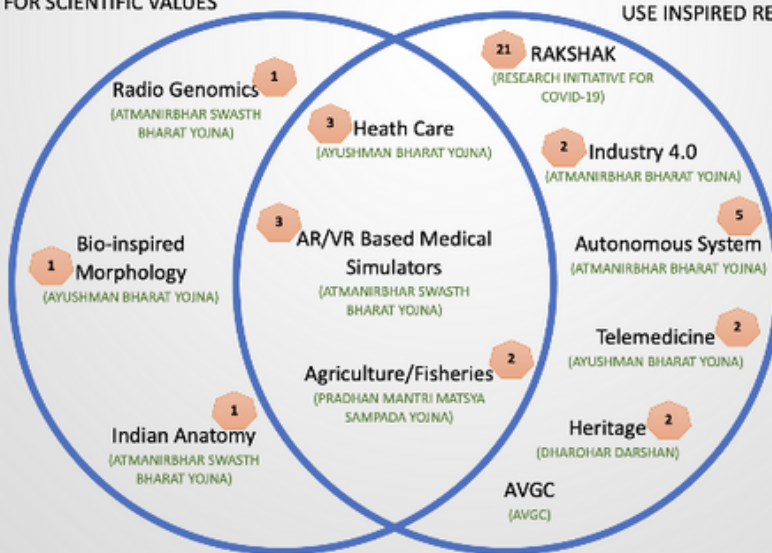 FOR SCIENTIFIC VALUES
USE INSPIRED RE
1
Radio Genomics
(ATMANIRBHAR SWASTH
BHARAT YOJNA)
1
Bio-inspired
Morphology
(AYUSHMAN BHARAT YOJNA)
1
Indian Anatomy
(ATMANIRBHAR SWASTH
BHARAT YOJNA)
3
Heath Care
(AYUSHMAN BHARAT YOJNA)
3
AR/VR Based Medical
Simulators
(ATMANIRBHAR SWASTH
BHARAT YOJNA)
2
Agriculture/Fisheries
(PRADHAN MANTRI MATSYA
SAMPADA YOJNA)
21
RAKSHAK
(RESEARCH INITIATIVE FOR
COVID-19)
2
Industry 4.0
(ATMANIRBHAR BHARAT YOJNA)
5
Autonomous System
(ATMANIRBHAR BHARAT YOJNA)
2
Telemedicine
(AYUSHMAN BHARAT YOJNA)
2
Heritage
(DHAROHAR DARSHAN)
AVGC
(AVGC)